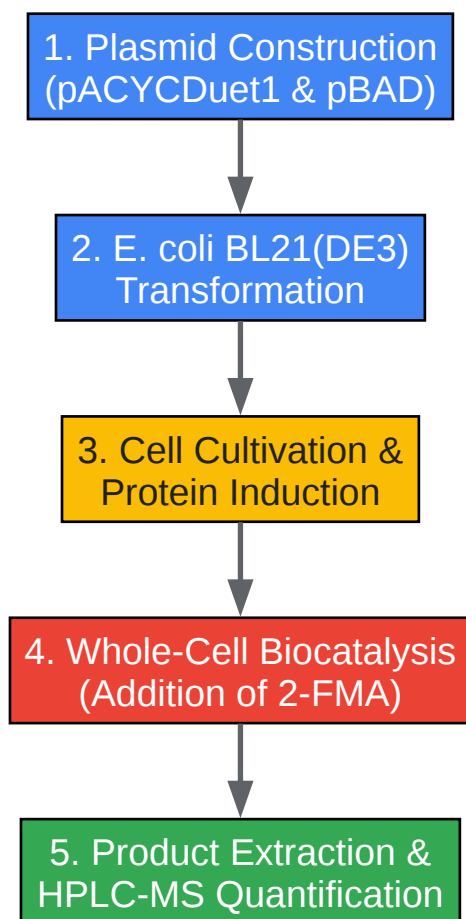 1. Plasmid Construction
(pACYCDuet1 & pBAD)
2. E. coli BL21(DE3)
Transformation
3. Cell Cultivation &
Protein Induction
4. Whole-Cell Biocatalysis
(Addition of 2-FMA)
5. Product Extraction &
HPLC-MS Quantification